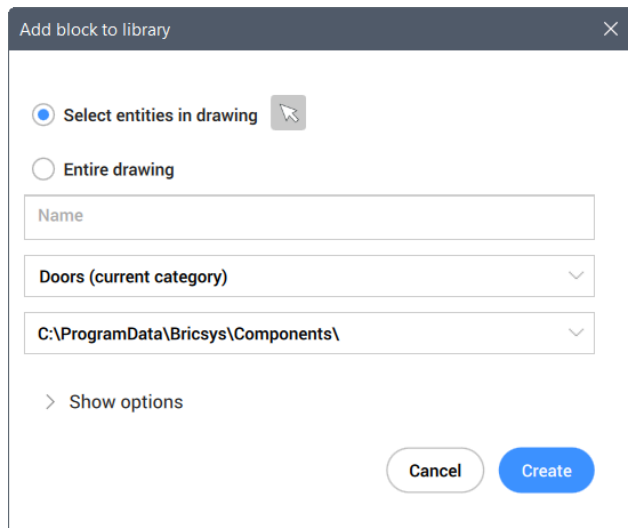 Add block to library
Select entities in drawing
Entire drawing
Name
Doors (current category)
C:\ProgramData\Bricsys\Components\
Show options
Cancel
Create